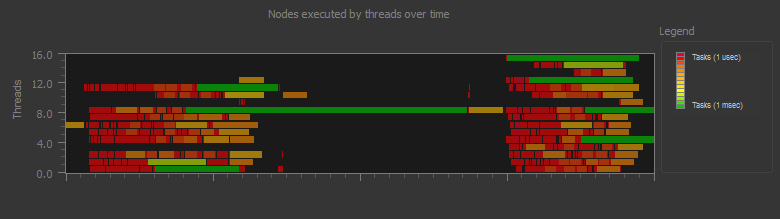 Nodes executed by threads over time
Legend
Tasks (1 usec)
Tasks (1 msec)
Threads
16.0
12.0
8.0
4.0
0.0